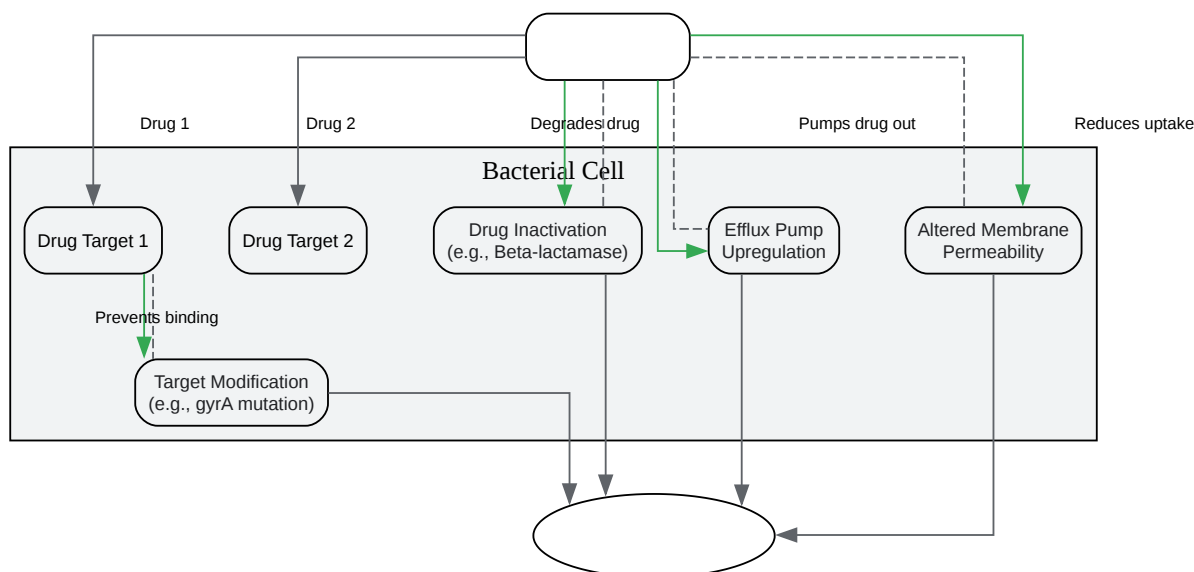 Drug 1
Drug 2
Degrades drug
Pumps drug out
Reduces uptake
Bacterial Cell
Drug Target 1
Drug Target 2
Drug Inactivation
(e.g., Beta-lactamase)
Efflux Pump
Upregulation
Altered Membrane
Permeability
Prevents binding
Target Modification
(e.g., gyrA mutation)